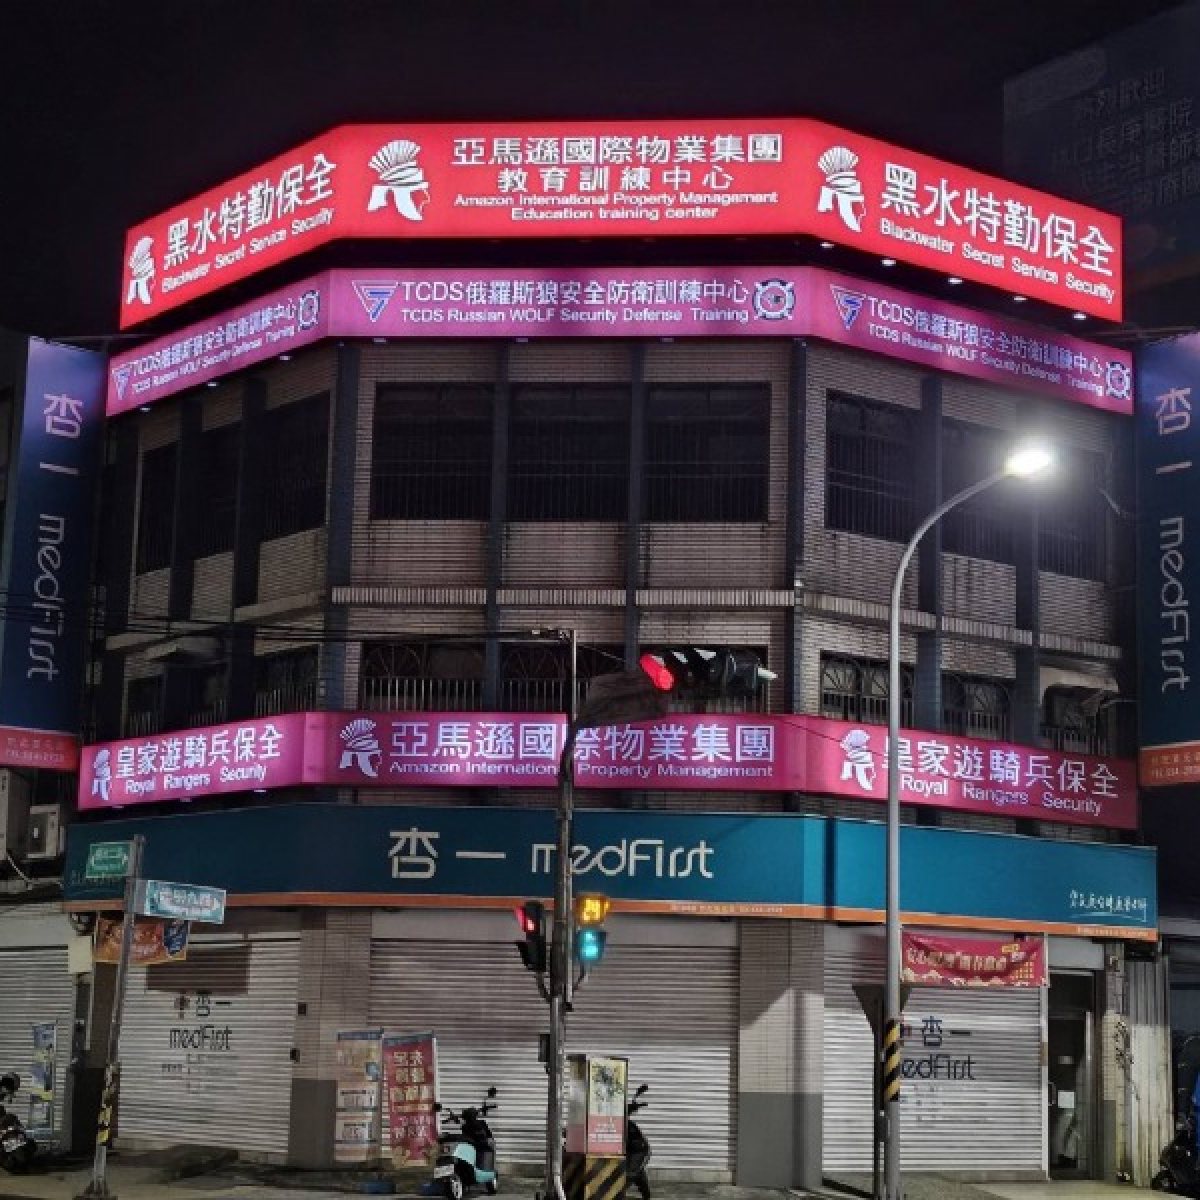 黑水特勤保全
Blackwater Secret Service Security
亞馬遜國際物業集團
教育訓練中心
Amazon International Property Management
Education training center
黑水特勤保全
Blackwater Secret Service Security
TCDS俄羅斯狼安全防衛訓練中心
TCDS Russian WOLF Security Defense Training
TCDS俄羅斯狼安全防衛訓練中心
TCDS Russian WOLF Security Defense Training
TCDS俄羅斯狼安全防衛訓練中心
TCDS Russian WOLF Security Defense Training
杏一 medFirst
杏一 medFirst
皇家遊騎兵保全
Royal Rangers Security
亞馬遜國際物業集團
Amazon Internation Property Management
皇家遊騎兵保全
Royal Rangers Security
杏一 medFirst
杏一
medFirst
杏一
edFirst